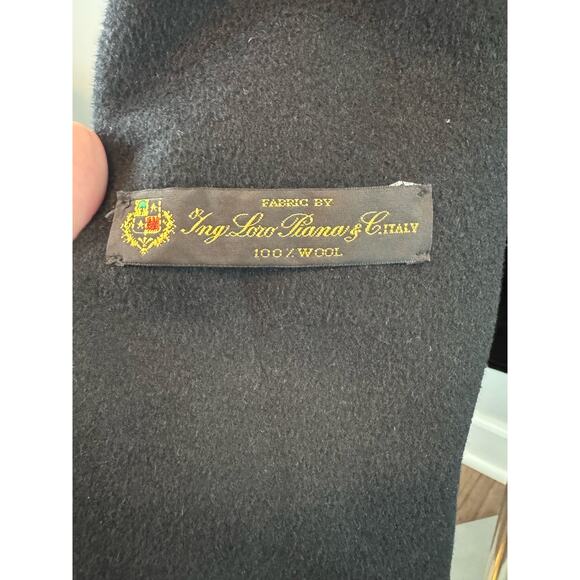 FABRIC BY
Ing Loro Piana & C. ITALY
100% WOOL